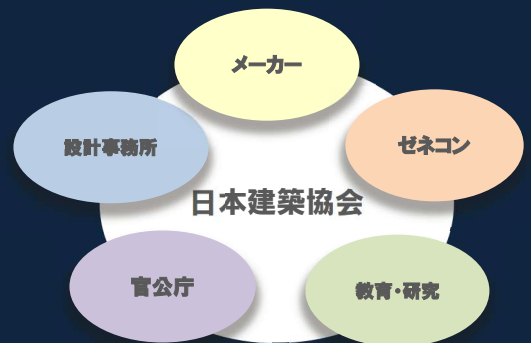 メーカー
設計事務所
ゼネコン
日本建築協会
官公庁
教育・研究